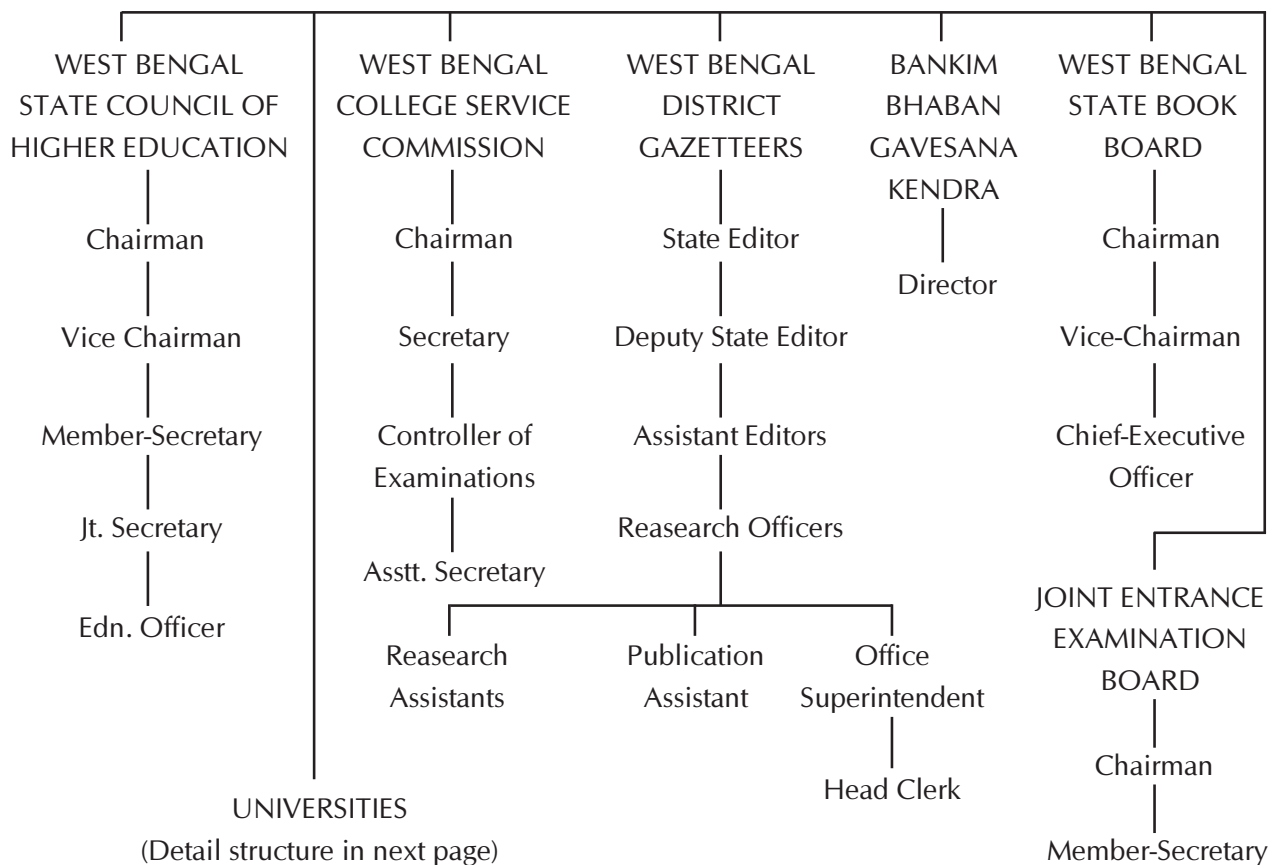 WEST BENGAL
STATE COUNCIL OF
HIGHER EDUCATION
Chairman
Vice Chairman
Member-Secretary
Jt. Secretary
Edn. Officer
UNIVERSITIES
(Detail structure in next page)
WEST BENGAL
COLLEGE SERVICE
COMMISSION
Chairman
Secretary
Controller of
Examinations
Asstt. Secretary
WEST BENGAL
DISTRICT
GAZETTEERS
State Editor
Deputy State Editor
Assistant Editors
Reasearch Officers
Reasearch
Assistants
Publication
Assistant
Office
Superintendent
Head Clerk
BANKIM
BHABAN
GAVESANA
KENDRA
Director
WEST BENGAL
STATE BOOK
BOARD
Chairman
Vice-Chairman
Chief-Executive
Officer
JOINT ENTRANCE
EXAMINATION
BOARD
Chairman
Member-Secretary